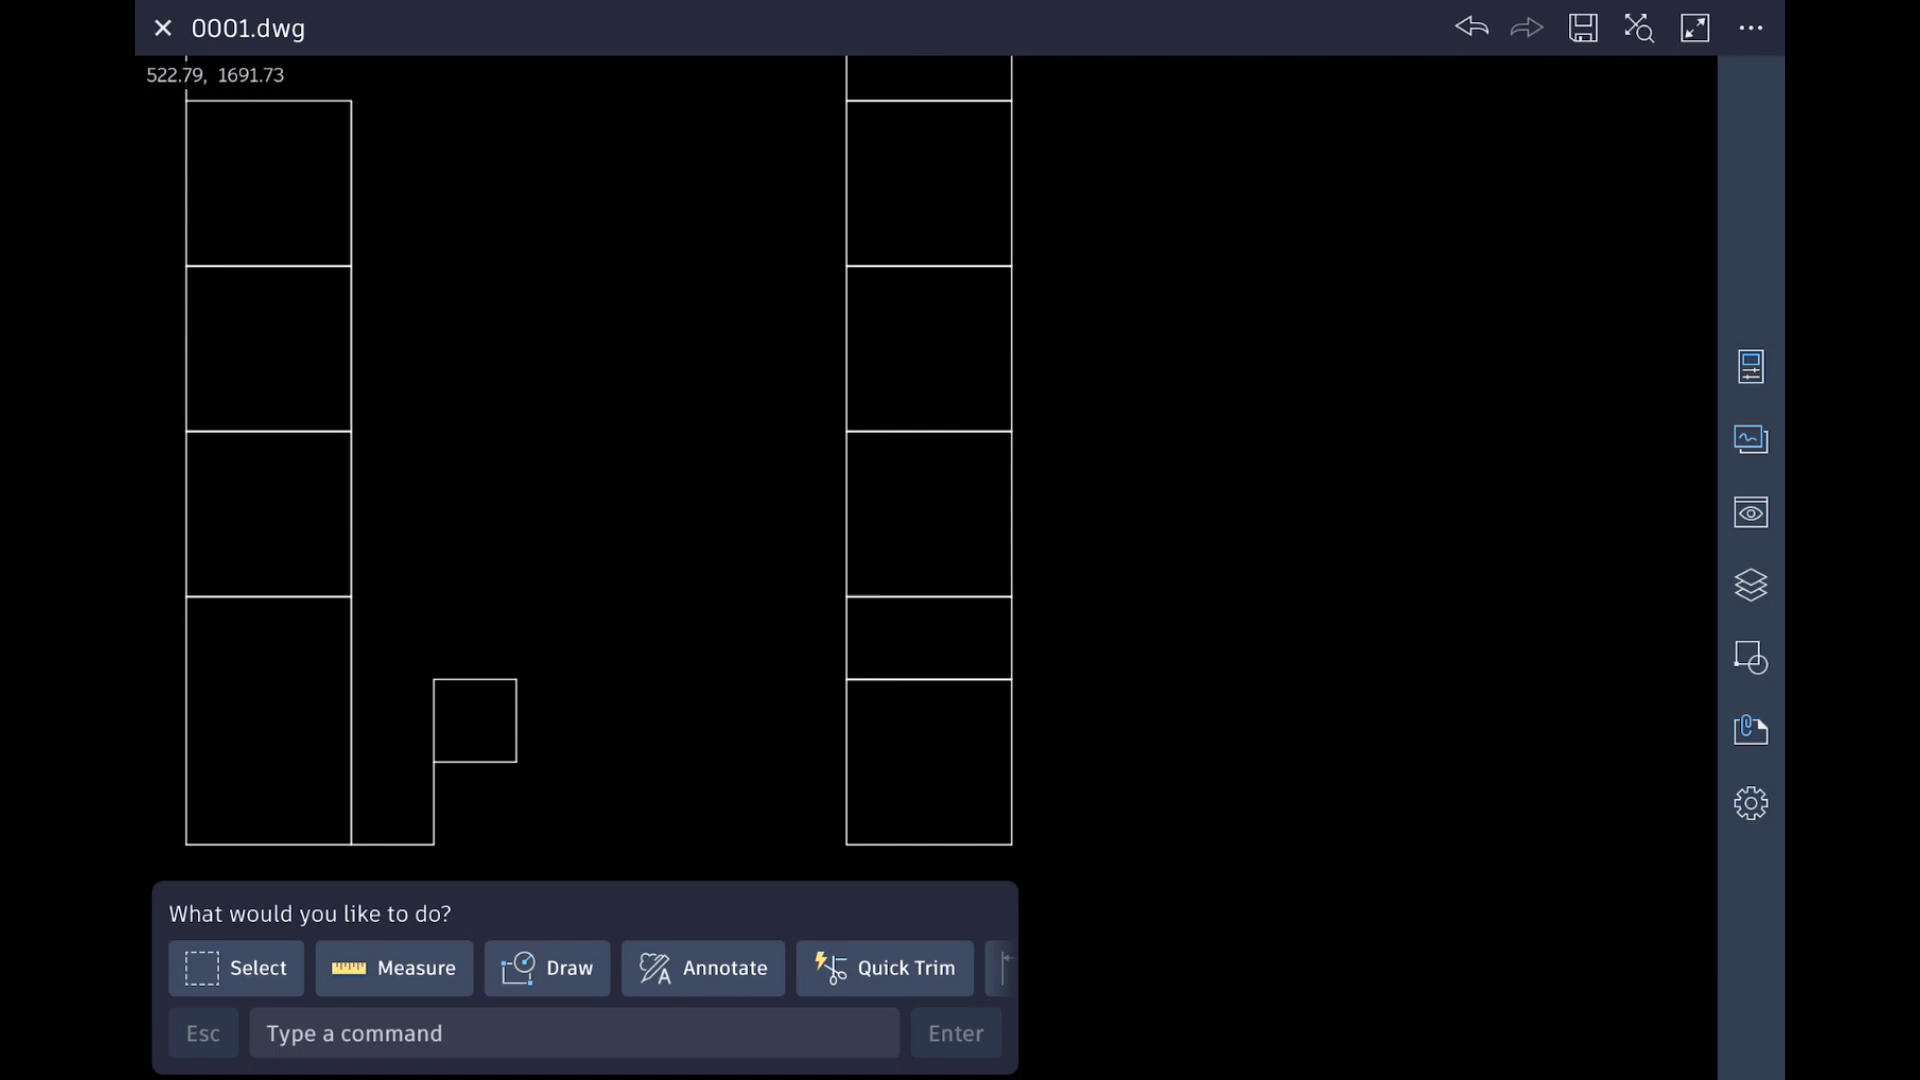 0001.dwg
522.79, 1691.73
What would you like to do?
Select Measure Draw Annotate Quick Trim
Esc Type a command Enter